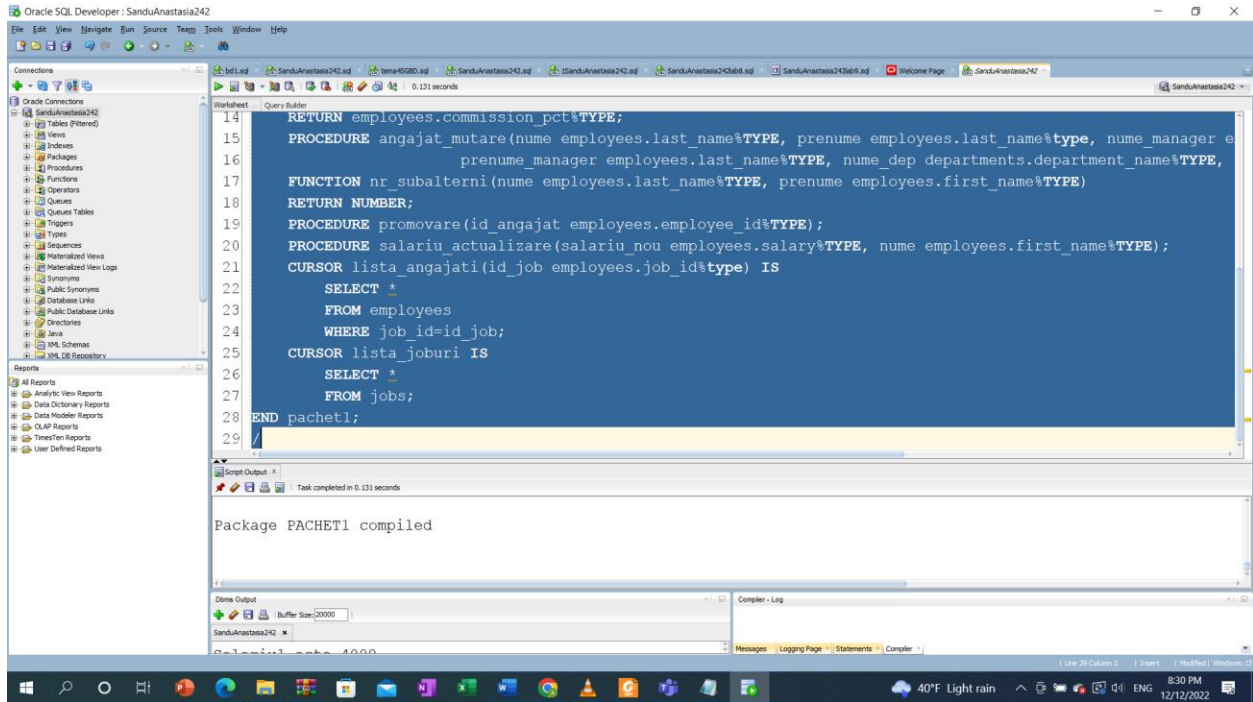 Oracle SQL Developer : SanduAnastasia242
File Edit View Navigate Run Source Team Tools Window Help
Connections
bd1.sql SanduAnastasia242.sql tema4SGBD.sql SanduAnastasia242.sql 1SanduAnastasia242.sql SanduAnastasia242lab8.sql SanduAnastasia242lab9.sql Welcome Page SanduAnastasia242
0.131 seconds
SanduAnastasia242
Worksheet Query Builder
Oracle Connections
SanduAnastasia242
Tables (Filtered)
Views
Indexes
Packages
Procedures
Functions
Operators
Queues
Queues Tables
Triggers
Types
Sequences
Materialized Views
Materialized View Logs
Synonyms
Public Synonyms
Database Links
Public Database Links
Directories
Java
XML Schemas
XML DB Repository
Reports
All Reports
Analytic View Reports
Data Dictionary Reports
Data Modeler Reports
OLAP Reports
TimesTen Reports
User Defined Reports
14 RETURN employees.commission_pct%TYPE;
15 PROCEDURE angajat_mutare(nume employees.last_name%TYPE, prenume employees.last_name%type, nume_manager e
16 prenume_manager employees.last_name%TYPE, nume_dep departments.department_name%TYPE,
17 FUNCTION nr_subalterni(nume employees.last_name%TYPE, prenume employees.first_name%TYPE)
18 RETURN NUMBER;
19 PROCEDURE promovare(id_angajat employees.employee_id%TYPE);
20 PROCEDURE salariu_actualizare(salariu_nou employees.salary%TYPE, nume employees.first_name%TYPE);
21 CURSOR lista_angajati(id_job employees.job_id%type) IS
22 SELECT *
23 FROM employees
24 WHERE job_id=id_job;
25 CURSOR lista_joburi IS
26 SELECT *
27 FROM jobs;
28 END pachet1;
29 /
Script Output
Task completed in 0.131 seconds
Package PACHET1 compiled
Dbms Output
Buffer Size: 20000
SanduAnastasia242
Salariul este 4000
Compiler - Log
Messages Logging Page Statements Compiler
Line 29 Column 2 Insert Modified Windows: C
40°F Light rain ENG 8:30 PM
12/12/2022